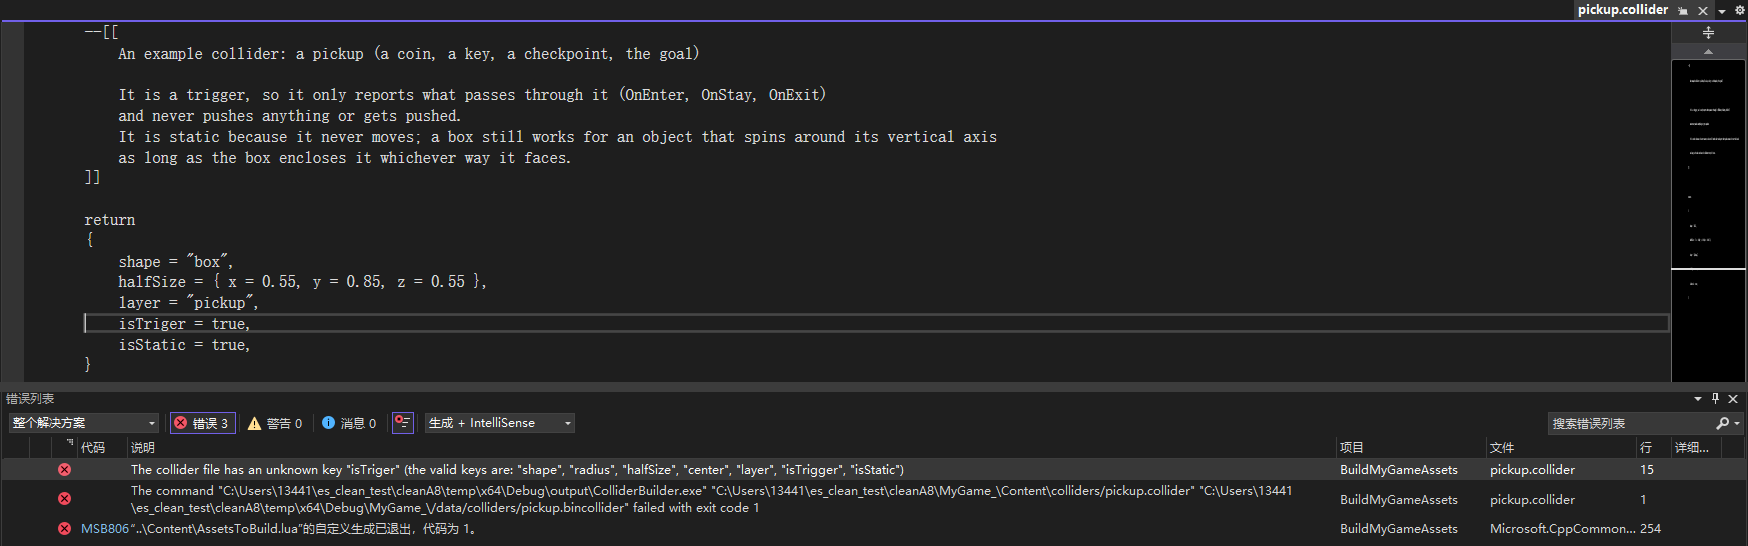 pickup.collider
--[[
An example collider: a pickup (a coin, a key, a checkpoint, the goal)
It is a trigger, so it only reports what passes through it (OnEnter, OnStay, OnExit)
and never pushes anything or gets pushed.
It is static because it never moves; a box still works for an object that spins around its vertical axis
as long as the box encloses it whichever way it faces.
]]
return
{
shape = "box",
halfSize = { x = 0.55, y = 0.85, z = 0.55 },
layer = "pickup",
isTriger = true,
isStatic = true,
}
错误列表
整个解决方案 错误 3 警告 0 消息 0 生成 + IntelliSense 搜索错误列表
代码 说明 项目 文件 行 详细...
The collider file has an unknown key "isTriger" (the valid keys are: "shape", "radius", "halfSize", "center", "layer", "isTrigger", "isStatic") BuildMyGameAssets pickup.collider 15
The command "C:\Users\13441\es_clean_test\cleanA8\temp\x64\Debug\output\ColliderBuilder.exe" "C:\Users\13441\es_clean_test\cleanA8\MyGame_\Content\colliders/pickup.collider" "C:\Users\13441
\es_clean_test\cleanA8\temp\x64\Debug\MyGame_\/data/colliders/pickup.bincollider" failed with exit code 1 BuildMyGameAssets pickup.collider 1
MSB806 “..\Content\AssetsToBuild.lua”的自定义生成已退出，代码为 1。 BuildMyGameAssets Microsoft.CppCommon... 254